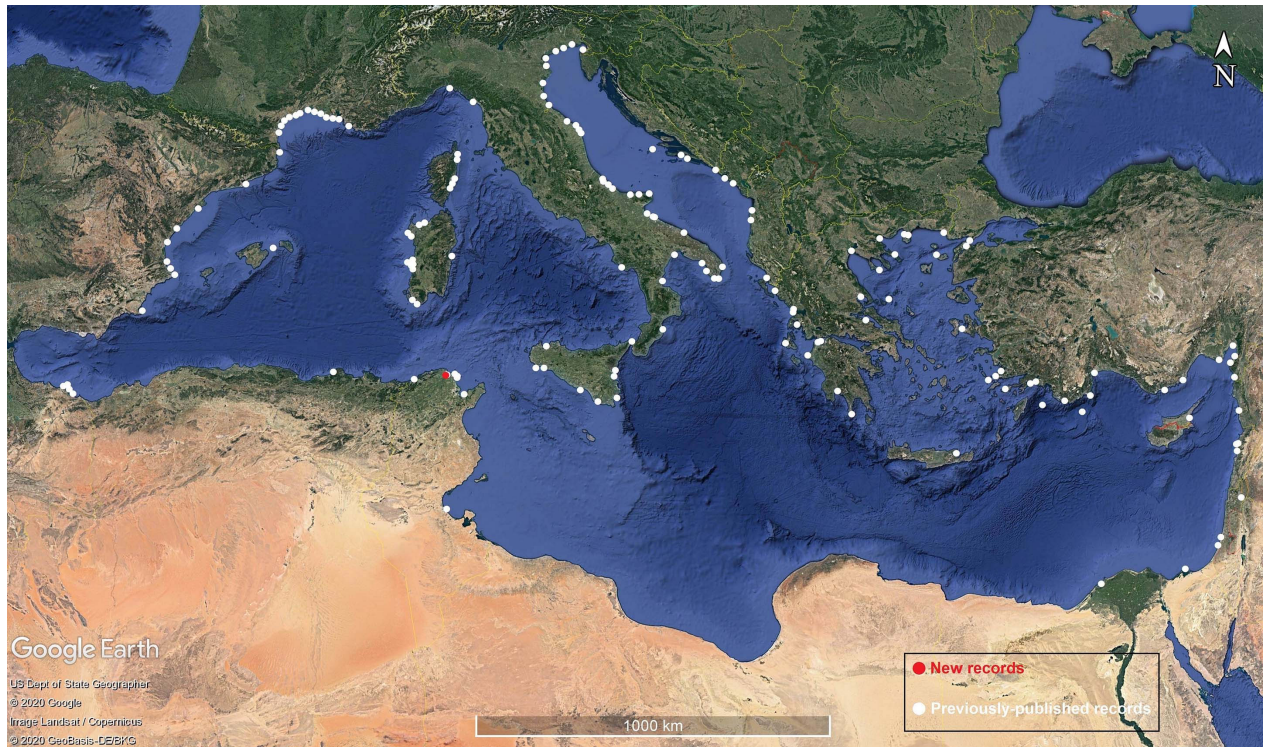 N
Google Earth
US Dept of State Geographer
© 2020 Google
Image Landsat / Copernicus
© 2020 GeoBasis-DE/BKG
1000 km
New records
Previously-published records